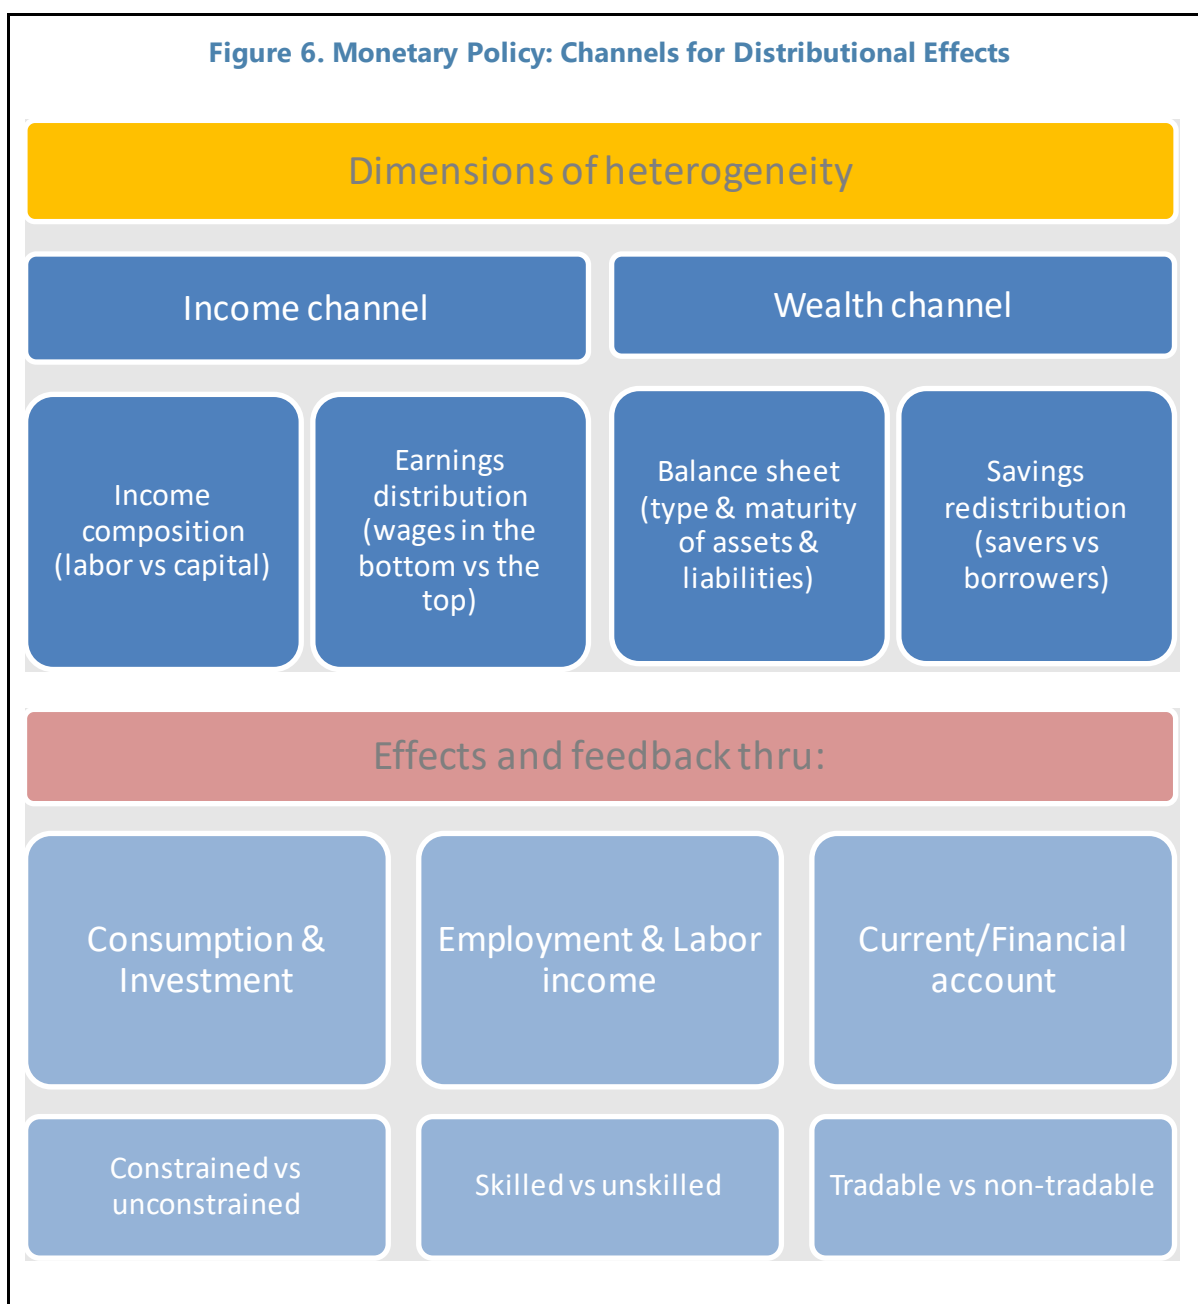 Figure 6. Monetary Policy: Channels for Distributional Effects
Dimensions of heterogeneity
Income channel
Wealth channel
Income
composition
(labor vs capital)
Earnings
distribution
(wages in the
bottom vs the
top)
Balance sheet
(type & maturity
of assets &
liabilities)
Savings
redistribution
(savers vs
borrowers)
Effects and feedback thru:
Consumption &
Investment
Employment & Labor
income
Current/Financial
account
Constrained vs
unconstrained
Skilled vs unskilled
Tradable vs non-tradable